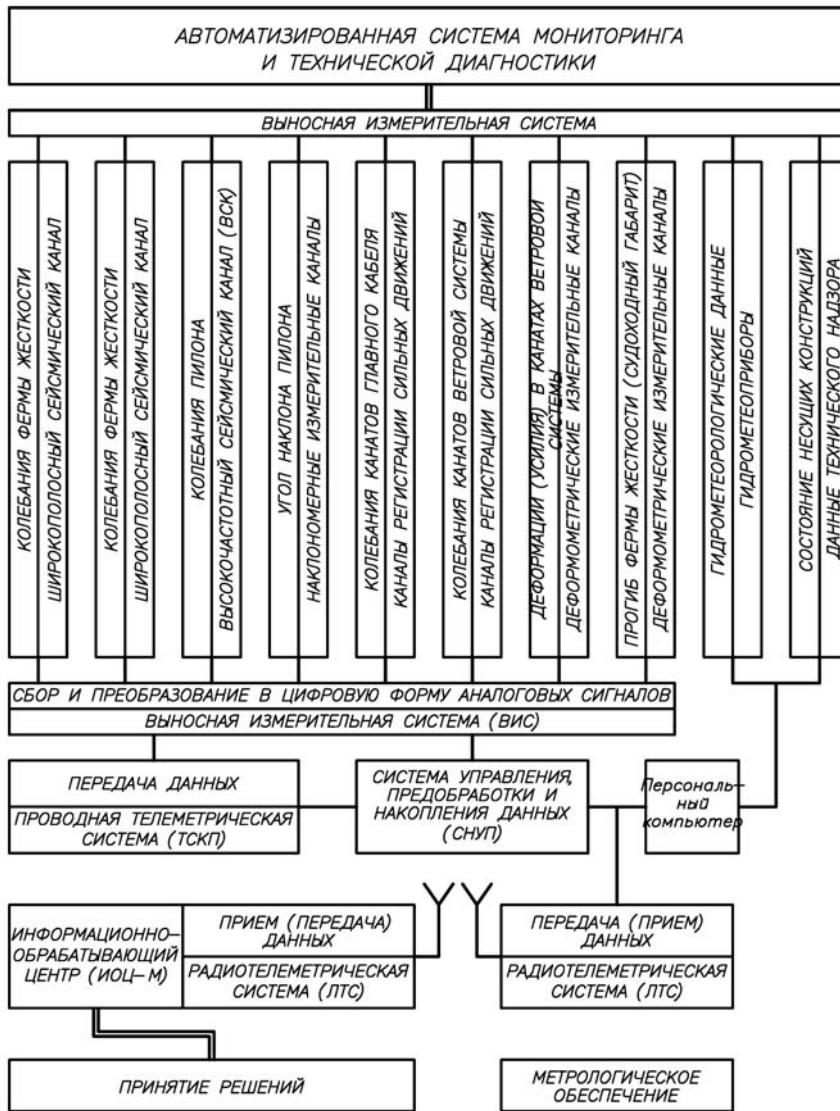 АВТОМАТИЗИРОВАННАЯ СИСТЕМА МОНИТОРИНГА
И ТЕХНИЧЕСКОЙ ДИАГНОСТИКИ
ВЫНОСНАЯ ИЗМЕРИТЕЛЬНАЯ СИСТЕМА
КОЛЕБАНИЯ ФЕРМЫ ЖЕСТКОСТИ
ШИРОКОПОЛОСНЫЙ СЕЙСМИЧЕСКИЙ КАНАЛ
КОЛЕБАНИЯ ФЕРМЫ ЖЕСТКОСТИ
ШИРОКОПОЛОСНЫЙ СЕЙСМИЧЕСКИЙ КАНАЛ
КОЛЕБАНИЯ ПИЛОНА
ВЫСОКОЧАСТОТНЫЙ СЕЙСМИЧЕСКИЙ КАНАЛ (ВСК)
УГОЛ НАКЛОНА ПИЛОНА
НАКЛОНОМЕРНЫЕ ИЗМЕРИТЕЛЬНЫЕ КАНАЛЫ
КОЛЕБАНИЯ КАНАТОВ ГЛАВНОГО КАБЕЛЯ
КАНАЛЫ РЕГИСТРАЦИИ СИЛЬНЫХ ДВИЖЕНИЙ
КОЛЕБАНИЯ КАНАТОВ ВЕТРОВОЙ СИСТЕМЫ
КАНАЛЫ РЕГИСТРАЦИИ СИЛЬНЫХ ДВИЖЕНИЙ
ДЕФОРМАЦИИ (УСИЛИЯ) В КАНАТАХ ВЕТРОВОЙ
СИСТЕМЫ
ДЕФОРМОМЕТРИЧЕСКИЕ ИЗМЕРИТЕЛЬНЫЕ КАНАЛЫ
ПРОГИБ ФЕРМЫ ЖЕСТКОСТИ (СУДОХОДНЫЙ ГАБАРИТ)
ДЕФОРМОМЕТРИЧЕСКИЕ ИЗМЕРИТЕЛЬНЫЕ КАНАЛЫ
ГИДРОМЕТЕОРОЛОГИЧЕСКИЕ ДАННЫЕ
ГИДРОМЕТЕОПРИБОРЫ
СОСТОЯНИЕ НЕСУЩИХ КОНСТРУКЦИЙ
ДАННЫЕ ТЕХНИЧЕСКОГО НАДЗОРА
СБОР И ПРЕОБРАЗОВАНИЕ В ЦИФРОВУЮ ФОРМУ АНАЛОГОВЫХ СИГНАЛОВ
ВЫНОСНАЯ ИЗМЕРИТЕЛЬНАЯ СИСТЕМА (ВИС)
ПЕРЕДАЧА ДАННЫХ
ПРОВОДНАЯ ТЕЛЕМЕТРИЧЕСКАЯ
СИСТЕМА (ТСКП)
СИСТЕМА УПРАВЛЕНИЯ,
ПРЕДОБРАБОТКИ И
НАКОПЛЕНИЯ ДАННЫХ
(СНУП)
Персональ-
ный
компьютер
ИНФОРМАЦИОННО-
ОБРАБАТЫВАЮЩИЙ
ЦЕНТР (ИОЦ-М)
ПРИЕМ (ПЕРЕДАЧА)
ДАННЫХ
РАДИОТЕЛЕМЕТРИЧЕСКАЯ
СИСТЕМА (ЛТС)
ПЕРЕДАЧА (ПРИЕМ)
ДАННЫХ
РАДИОТЕЛЕМЕТРИЧЕСКАЯ
СИСТЕМА (ЛТС)
ПРИНЯТИЕ РЕШЕНИЙ
МЕТРОЛОГИЧЕСКОЕ
ОБЕСПЕЧЕНИЕ